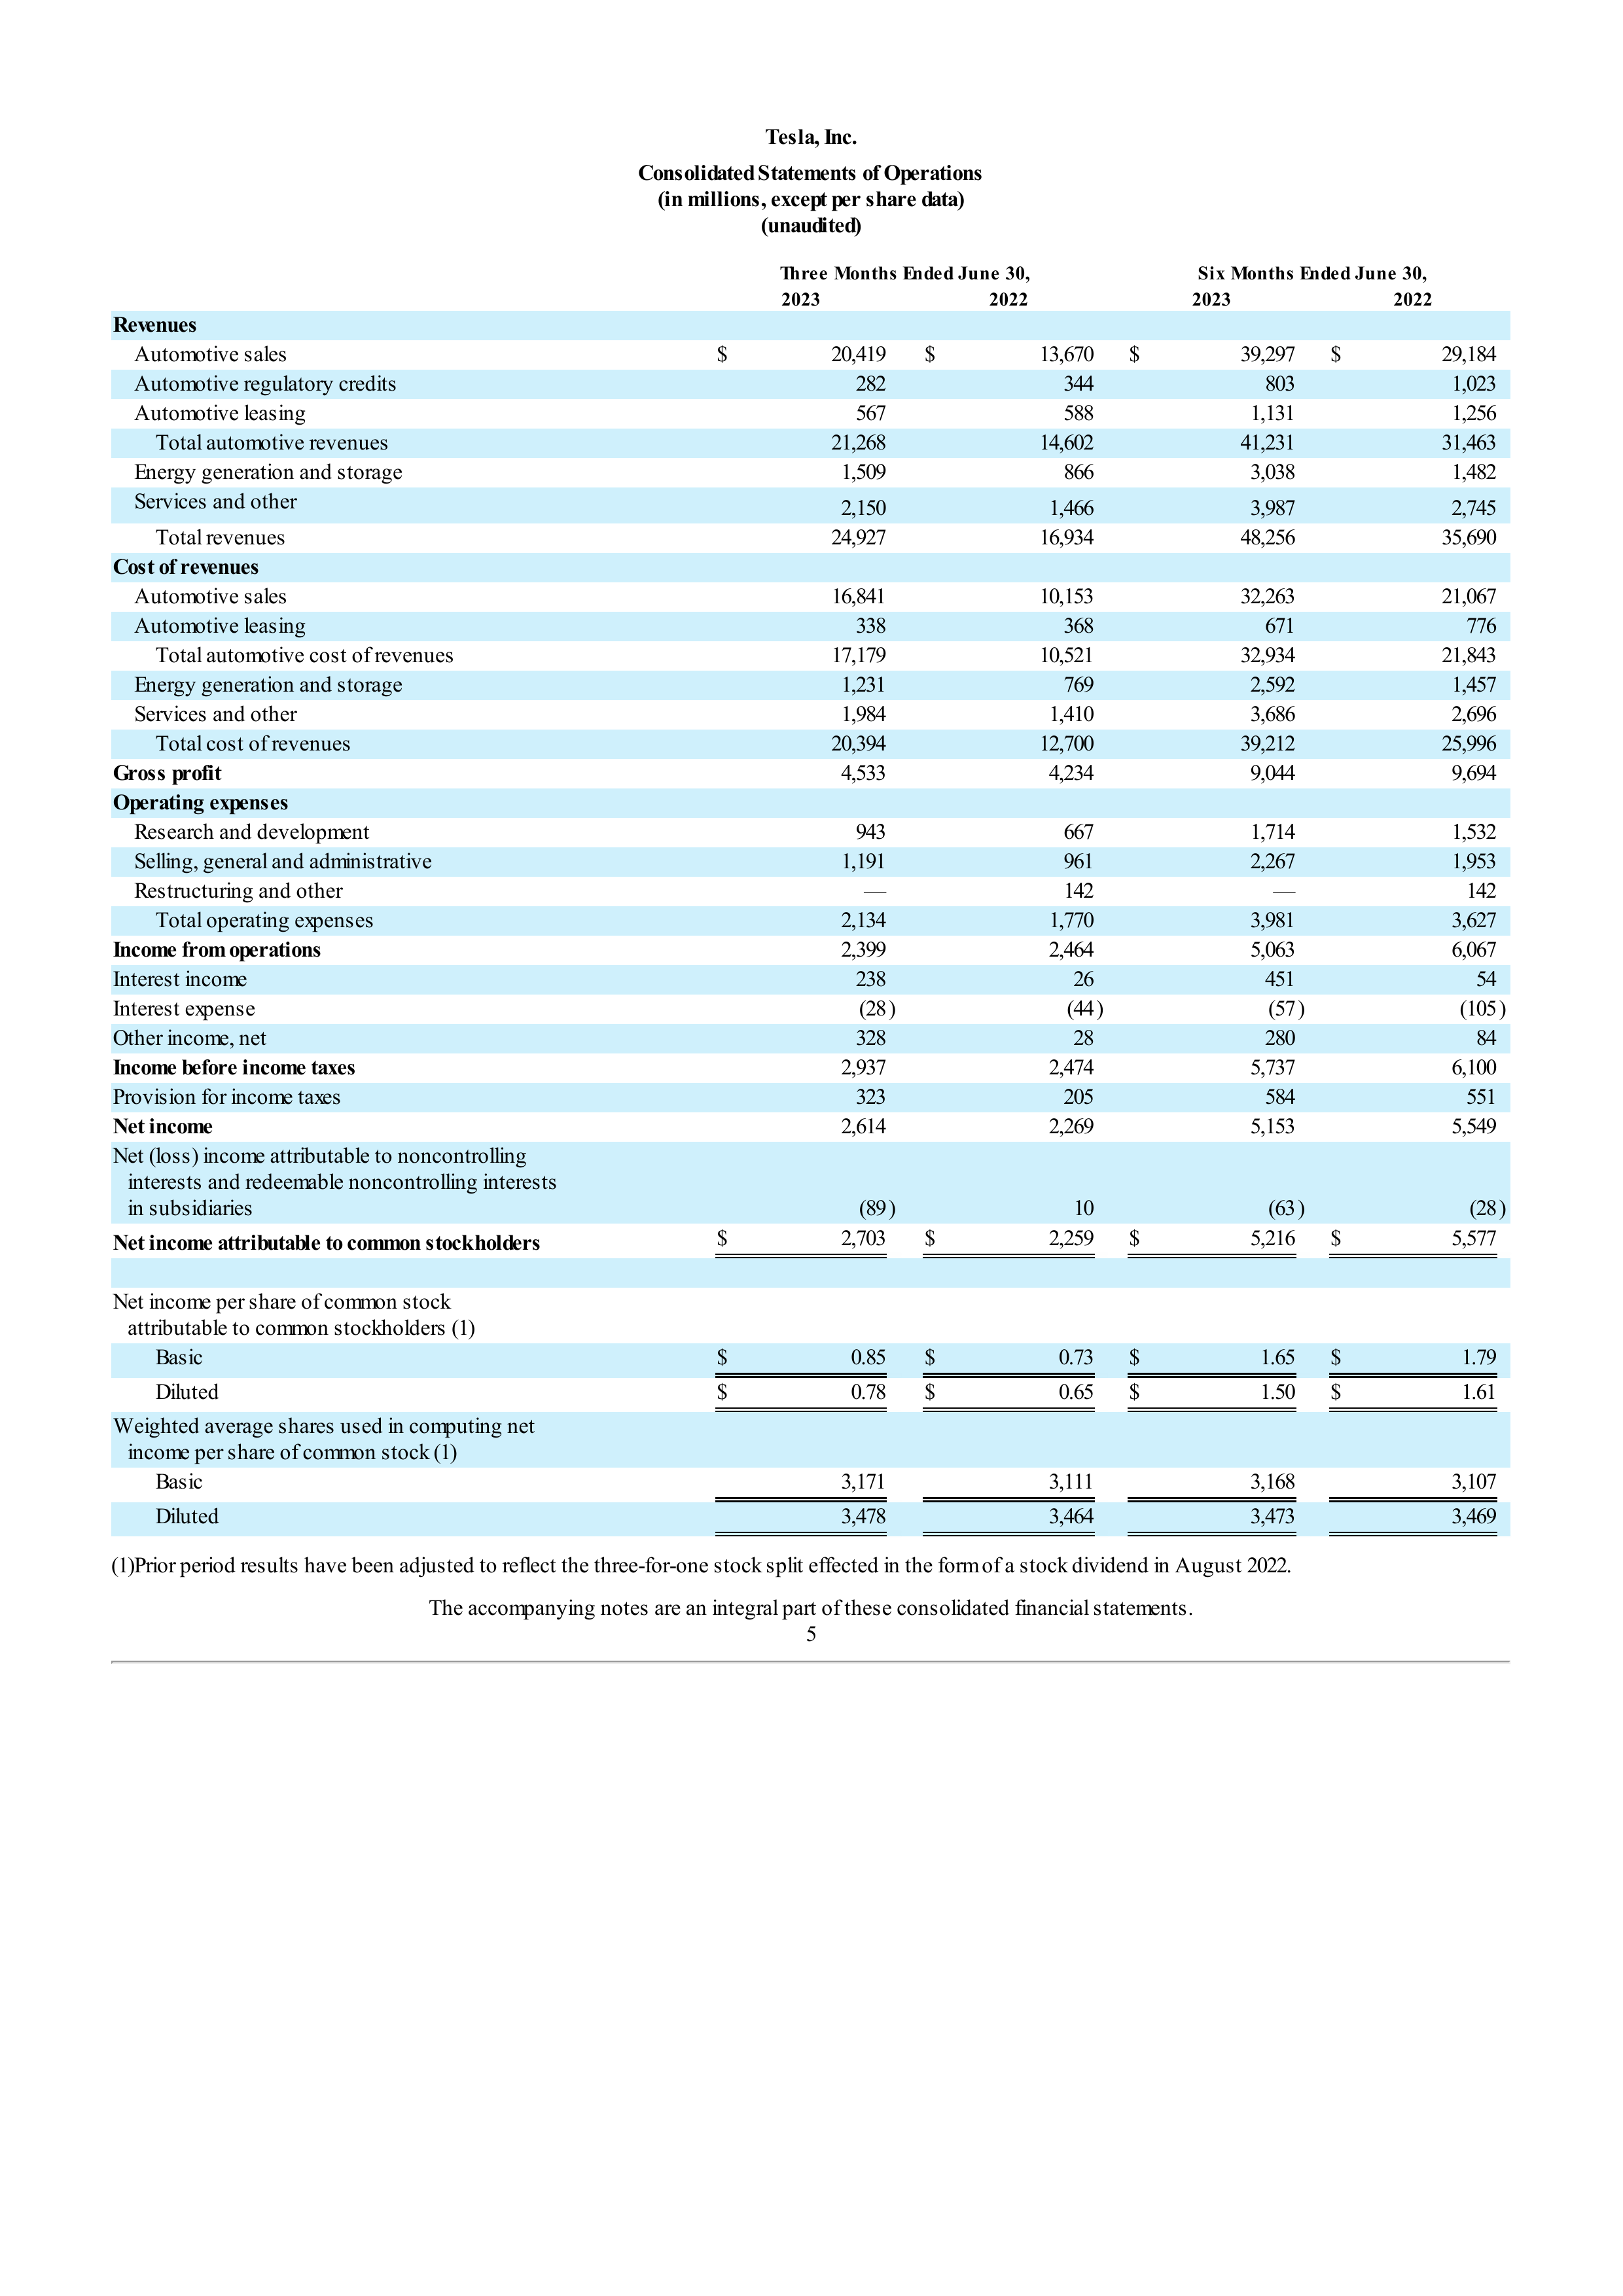 Tesla, Inc.
Consolidated Statements of Operations
(in millions, except per share data)
(unaudited)
Three Months Ended June 30, Six Months Ended June 30,
2023 2022 2023 2022
Revenues
Automotive sales $ 20,419 $ 13,670 $ 39,297 $ 29,184
Automotive regulatory credits 282 344 803 1,023
Automotive leasing 567 588 1,131 1,256
Total automotive revenues 21,268 14,602 41,231 31,463
Energy generation and storage 1,509 866 3,038 1,482
Services and other 2,150 1,466 3,987 2,745
Total revenues 24,927 16,934 48,256 35,690
Cost of revenues
Automotive sales 16,841 10,153 32,263 21,067
Automotive leasing 338 368 671 776
Total automotive cost of revenues 17,179 10,521 32,934 21,843
Energy generation and storage 1,231 769 2,592 1,457
Services and other 1,984 1,410 3,686 2,696
Total cost of revenues 20,394 12,700 39,212 25,996
Gross profit 4,533 4,234 9,044 9,694
Operating expenses
Research and development 943 667 1,714 1,532
Selling, general and administrative 1,191 961 2,267 1,953
Restructuring and other — 142 — 142
Total operating expenses 2,134 1,770 3,981 3,627
Income from operations 2,399 2,464 5,063 6,067
Interest income 238 26 451 54
Interest expense (28) (44) (57) (105)
Other income, net 328 28 280 84
Income before income taxes 2,937 2,474 5,737 6,100
Provision for income taxes 323 205 584 551
Net income 2,614 2,269 5,153 5,549
Net (loss) income attributable to noncontrolling
interests and redeemable noncontrolling interests
in subsidiaries (89) 10 (63) (28)
Net income attributable to common stockholders $ 2,703 $ 2,259 $ 5,216 $ 5,577
Net income per share of common stock
attributable to common stockholders (1)
Basic $ 0.85 $ 0.73 $ 1.65 $ 1.79
Diluted $ 0.78 $ 0.65 $ 1.50 $ 1.61
Weighted average shares used in computing net
income per share of common stock (1)
Basic 3,171 3,111 3,168 3,107
Diluted 3,478 3,464 3,473 3,469
(1)Prior period results have been adjusted to reflect the three-for-one stock split effected in the form of a stock dividend in August 2022.
The accompanying notes are an integral part of these consolidated financial statements.
5